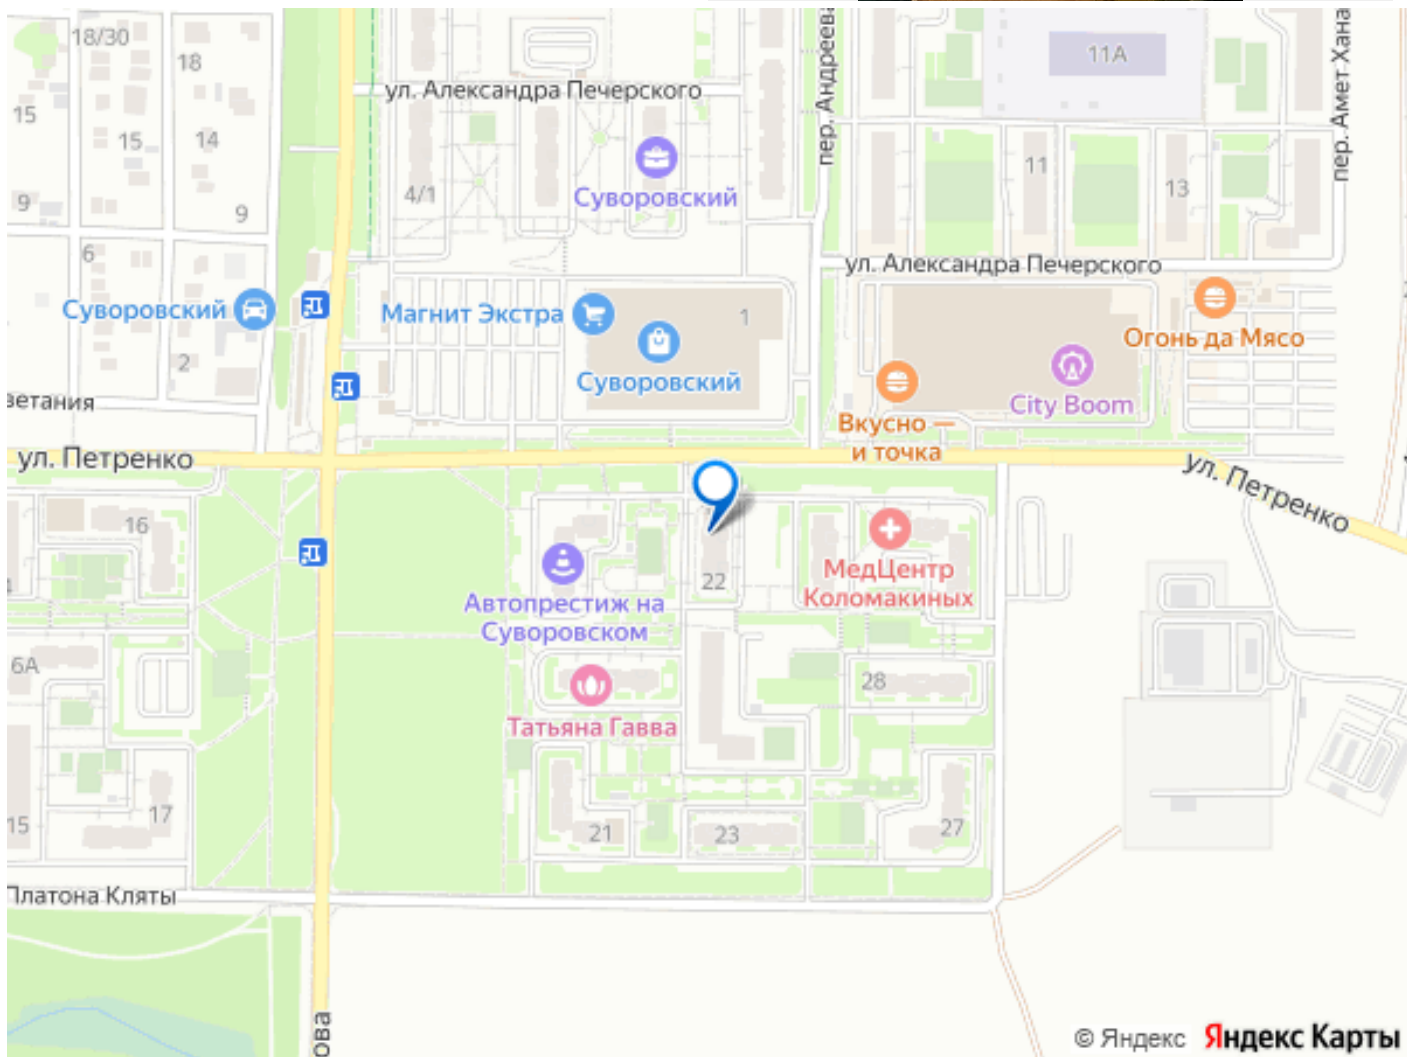 18/30
18
15
15
14
9
9
6
2
ул. Александра Печерского
пер. Андреева
11А
пер. Амет Хана
4/1
Суворовский
11
13
ул. Александра Печерского
Суворовский
Магнит Экстра
1
Суворовский
Огонь да Мясо
City Boom
Вкусно —
и точка
ветания
ул. Петренко
ул. Петренко
16
22
Автопрестиж на
Суворовском
МедЦентр
Коломакиных
6А
28
Татьяна Гавва
17
15
21
23
27
Платона Кляты
ова
© Яндекс Яндекс Карты